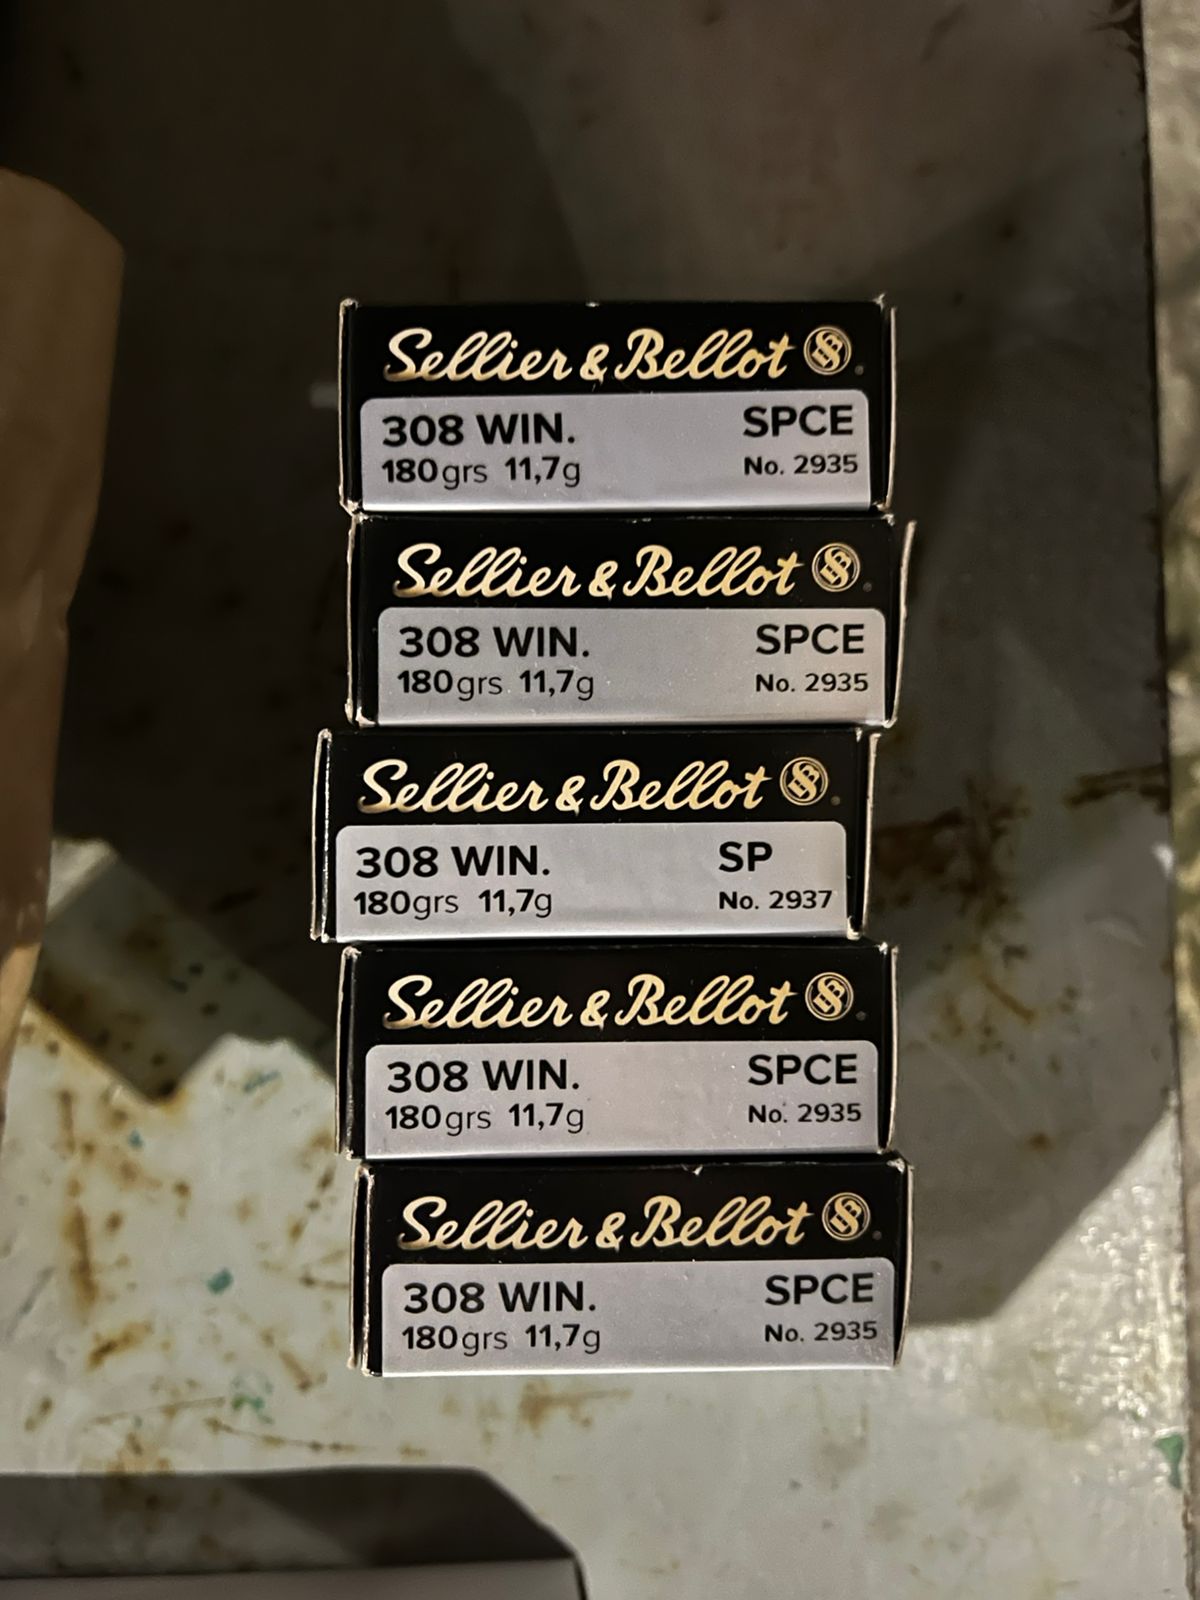 Sellier & Bellot
308 WIN. SPCE
180grs 11,7g No. 2935
Sellier & Bellot
308 WIN. SPCE
180grs 11,7g No. 2935
Sellier & Bellot
308 WIN. SP
180grs 11,7g No. 2937
Sellier & Bellot
308 WIN. SPCE
180grs 11,7g No. 2935
Sellier & Bellot
308 WIN. SPCE
180grs 11,7g No. 2935